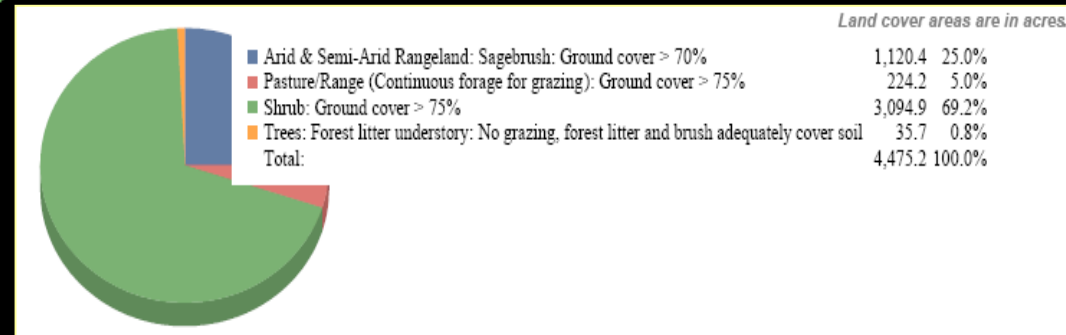 Land cover areas are in acres.
Arid & Semi-Arid Rangeland: Sagebrush: Ground cover > 70% 1,120.4 25.0%
Pasture/Range (Continuous forage for grazing): Ground cover > 75% 224.2 5.0%
Shrub: Ground cover > 75% 3,094.9 69.2%
Trees: Forest litter understory: No grazing, forest litter and brush adequately cover soil 35.7 0.8%
Total: 4,475.2 100.0%